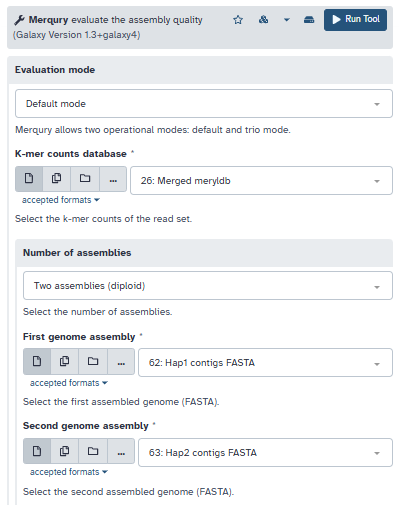 Merqury evaluate the assembly quality
(Galaxy Version 1.3+galaxy4)
Run Tool
Evaluation mode
Default mode
Merqury allows two operational modes: default and trio mode.
K-mer counts database *
...
26: Merged meryldb
accepted formats
Select the k-mer counts of the read set.
Number of assemblies
Two assemblies (diploid)
Select the number of assemblies.
First genome assembly *
...
62: Hap1 contigs FASTA
accepted formats
Select the first assembled genome (FASTA).
Second genome assembly *
...
63: Hap2 contigs FASTA
accepted formats
Select the second assembled genome (FASTA).